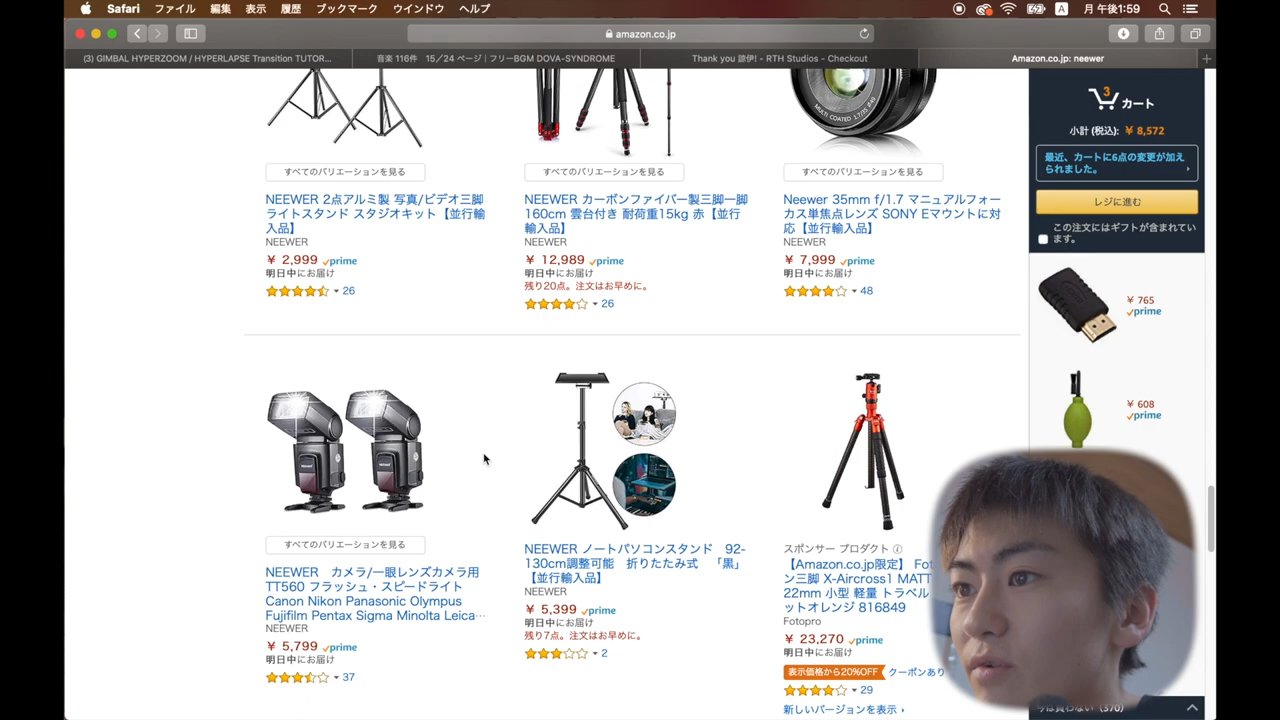 Safari ファイル 編集 表示 履歴 ブックマーク ウインドウ ヘルプ
A 月 午後1:59
amazon.co.jp
(3) GIMBAL HYPERZOOM / HYPERLAPSE Transition TUTOR...
音楽 116件 15／24 ページ｜フリーBGM DOVA-SYNDROME
Thank you 諒伊! - RTH Studios - Checkout
Amazon.co.jp: neewer
MULTI COATED 1.7/35
すべてのバリエーションを見る
NEEWER 2点アルミ製 写真/ビデオ三脚
ライトスタンド スタジオキット【並行輸
入品】
NEEWER
￥ 2,999 prime
明日中にお届け
26
すべてのバリエーションを見る
NEEWER カーボンファイバー製三脚一脚
160cm 雲台付き 耐荷重15kg 赤【並行
輸入品】
NEEWER
￥ 12,989 prime
明日中にお届け
残り20点。注文はお早めに。
26
すべてのバリエーションを見る
Neewer 35mm f/1.7 マニュアルフォー
カス単焦点レンズ SONY Eマウントに対
応【並行輸入品】
NEEWER
￥ 7,999 prime
明日中にお届け
48
すべてのバリエーションを見る
NEEWER カメラ/一眼レンズカメラ用
TT560 フラッシュ・スピードライト
Canon Nikon Panasonic Olympus
Fujifilm Pentax Sigma Minolta Leica…
NEEWER
￥ 5,799 prime
明日中にお届け
37
NEEWER ノートパソコンスタンド 92-
130cm調整可能 折りたたみ式 「黒」
【並行輸入品】
NEEWER
￥ 5,399 prime
明日中にお届け
残り7点。注文はお早めに。
2
スポンサー プロダクト
【Amazon.co.jp限定】 Fot
ン三脚 X-Aircross1 MATT
22mm 小型 軽量 トラベル
ットオレンジ 816849
Fotopro
￥ 23,270 prime
明日中にお届け
表示価格から20%OFF クーポンあり
29
新しいバージョンを表示
3
カート
小計 (税込): ￥ 8,572
最近、カートに6点の変更が加え
られました。
レジに進む
この注文にはギフトが含まれてい
ます。
￥ 765
prime
￥ 608
prime
今は買わない (370)